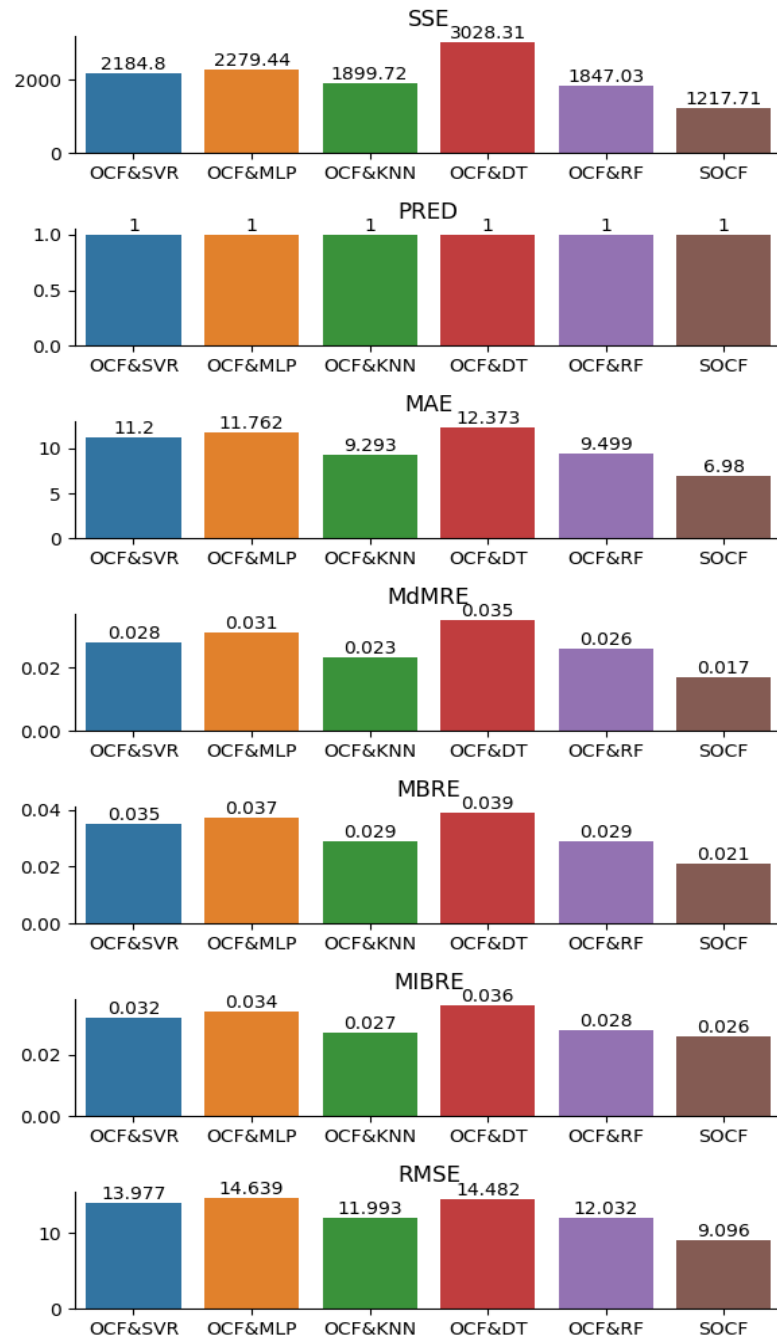 SSE
3028.31
2184.8 2279.44 1899.72 1847.03 1217.71
2000
0
OCF&SVR OCF&MLP OCF&KNN OCF&DT OCF&RF SOCF
PRED
1 1 1 1 1 1
1.0
0.5
0.0
OCF&SVR OCF&MLP OCF&KNN OCF&DT OCF&RF SOCF
MAE
11.2 11.762 9.293 12.373 9.499 6.98
10
5
0
OCF&SVR OCF&MLP OCF&KNN OCF&DT OCF&RF SOCF
MdMRE
0.028 0.031 0.023 0.035 0.026 0.017
0.02
0.00
OCF&SVR OCF&MLP OCF&KNN OCF&DT OCF&RF SOCF
MBRE
0.035 0.037 0.029 0.039 0.029 0.021
0.04
0.02
0.00
OCF&SVR OCF&MLP OCF&KNN OCF&DT OCF&RF SOCF
MIBRE
0.032 0.034 0.027 0.036 0.028 0.026
0.02
0.00
OCF&SVR OCF&MLP OCF&KNN OCF&DT OCF&RF SOCF
RMSE
13.977 14.639 11.993 14.482 12.032 9.096
10
0
OCF&SVR OCF&MLP OCF&KNN OCF&DT OCF&RF SOCF